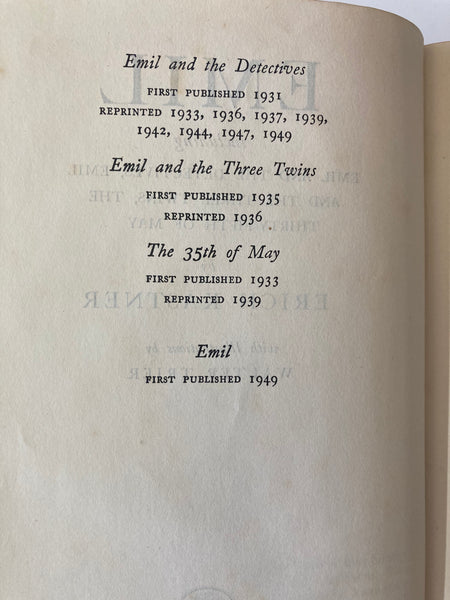 Emil and the Detectives
FIRST PUBLISHED 1931
REPRINTED 1933, 1936, 1937, 1939,
1942, 1944, 1947, 1949
Emil and the Three Twins
FIRST PUBLISHED 1935
REPRINTED 1936
The 35th of May
FIRST PUBLISHED 1933
REPRINTED 1939
Emil
FIRST PUBLISHED 1949